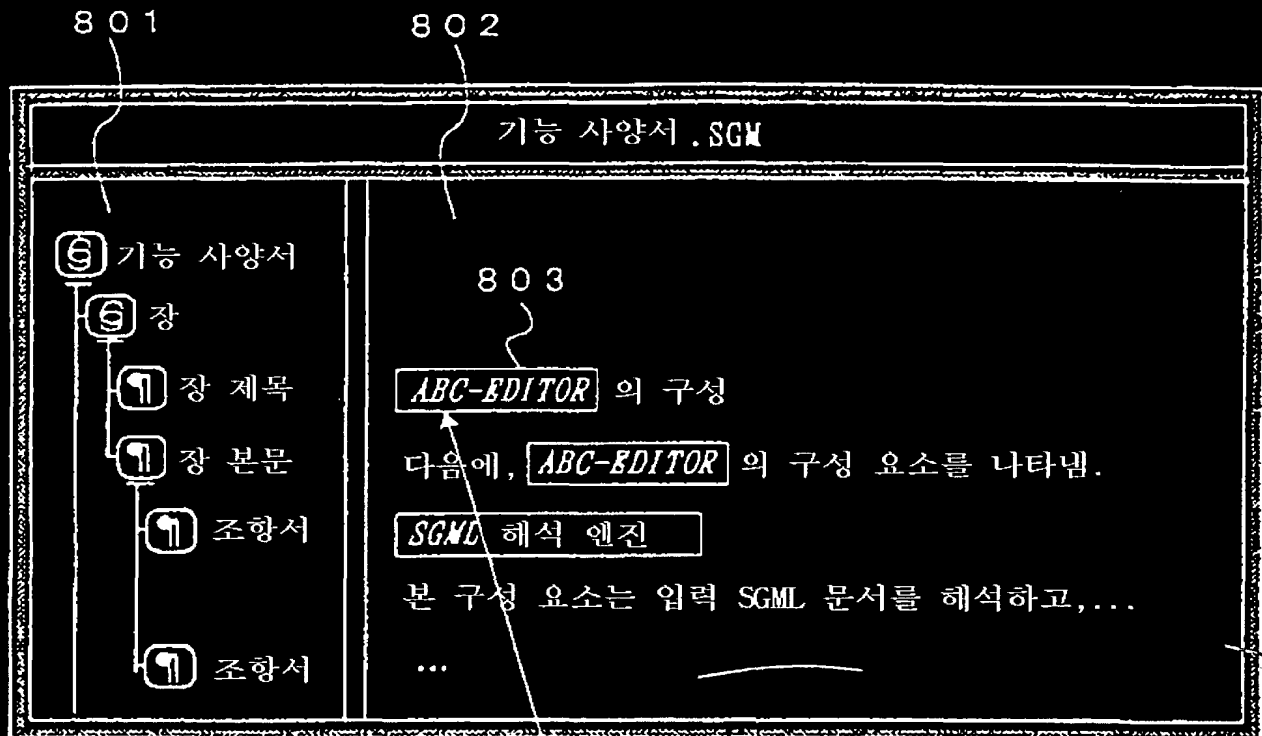 801
802
기능 사양서.SGM
기능 사양서
장
803
장 제목
ABC-EDITOR 의 구성
장 본문
다음에, ABC-EDITOR 의 구성 요소를 나타냄.
조항서
SGML 해석 엔진
본 구성 요소는 입력 SGML 문서를 해석하고,...
조항서
...